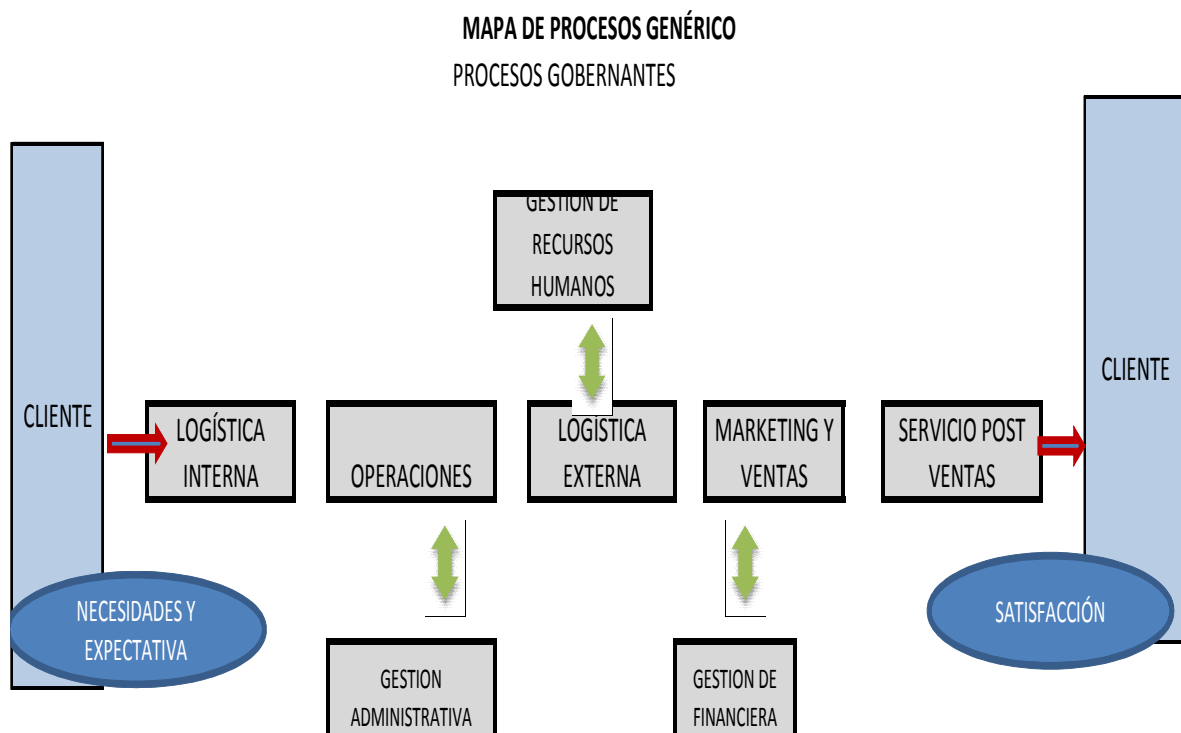 MAPA DE PROCESOS GENÉRICO
PROCESOS GOBERNANTES
GESTION DE
RECURSOS
HUMANOS
CLIENTE
LOGÍSTICA
INTERNA
OPERACIONES
LOGÍSTICA
EXTERNA
MARKETING Y
VENTAS
SERVICIO POST
VENTAS
CLIENTE
NECESIDADES Y
EXPECTATIVA
SATISFACCIÓN
GESTION
ADMINISTRATIVA
GESTION DE
FINANCIERA